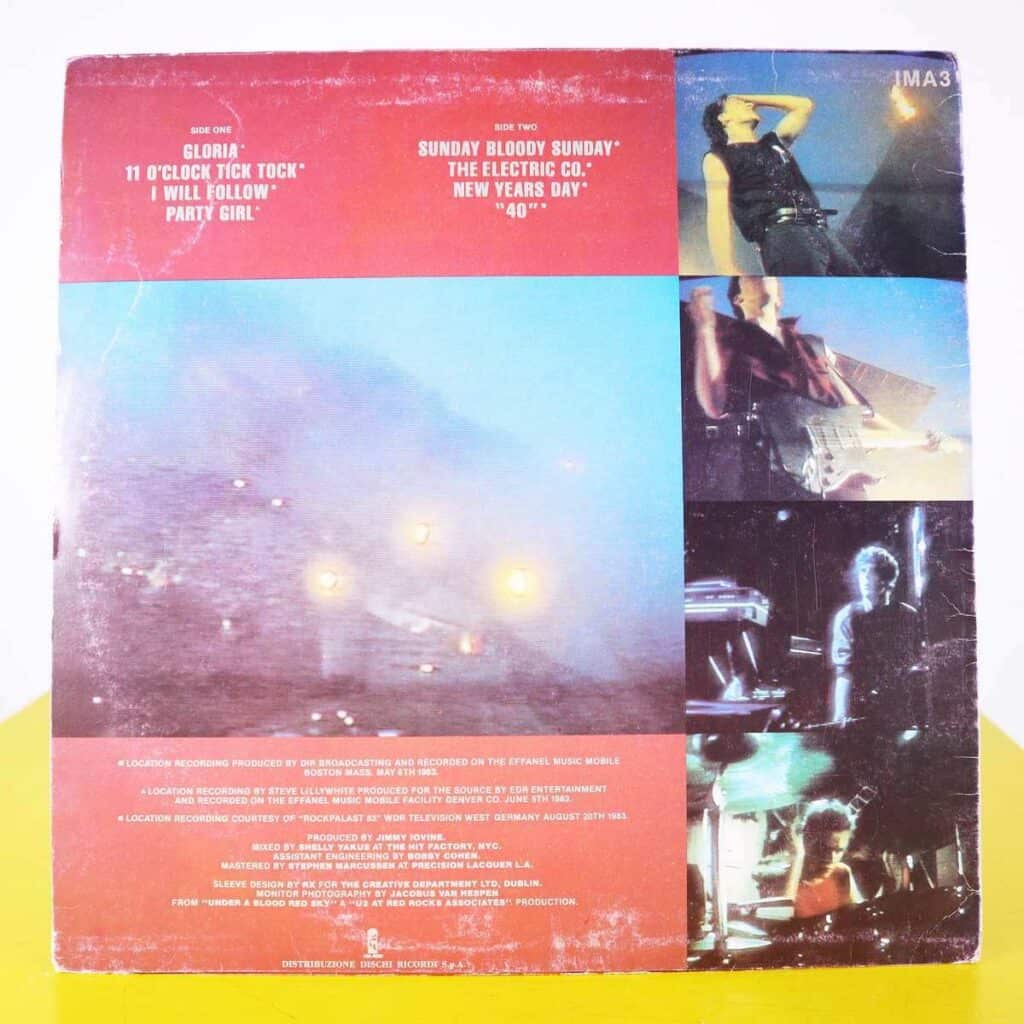 IMA3
SIDE ONE
GLORIA*
11 O'CLOCK TICK TOCK*
I WILL FOLLOW*
PARTY GIRL*
SIDE TWO
SUNDAY BLOODY SUNDAY*
THE ELECTRIC CO.*
NEW YEARS DAY*
"40"*
LOCATION RECORDING PRODUCED BY DIR BROADCASTING AND RECORDED ON THE EFFANEL MUSIC MOBILE
BOSTON MASS. MAY 6TH 1983.
LOCATION RECORDING BY STEVE LILLYWHITE PRODUCED FOR THE SOURCE BY EDR ENTERTAINMENT
AND RECORDED ON THE EFFANEL MUSIC MOBILE FACILITY DENVER CO. JUNE 5TH 1983.
LOCATION RECORDING COURTESY OF "ROCKPALAST 83" WDR TELEVISION WEST GERMANY AUGUST 20TH 1983.
PRODUCED BY JIMMY IOVINE.
MIXED BY SHELLY YAKUS AT THE HIT FACTORY, NYC.
ASSISTANT ENGINEERING BY BOBBY COHEN.
MASTERED BY STEPHEN MARCUSSEN AT PRECISION LACQUER L.A.
SLEEVE DESIGN BY RX FOR THE CREATIVE DEPARTMENT LTD, DUBLIN.
MONITOR PHOTOGRAPHY BY JACOBUS VAN HESPEN
FROM "UNDER A BLOOD RED SKY" A "U2 AT RED ROCKS ASSOCIATES" PRODUCTION.
DISTRIBUZIONE DISCHI RICORDI S.p.A.